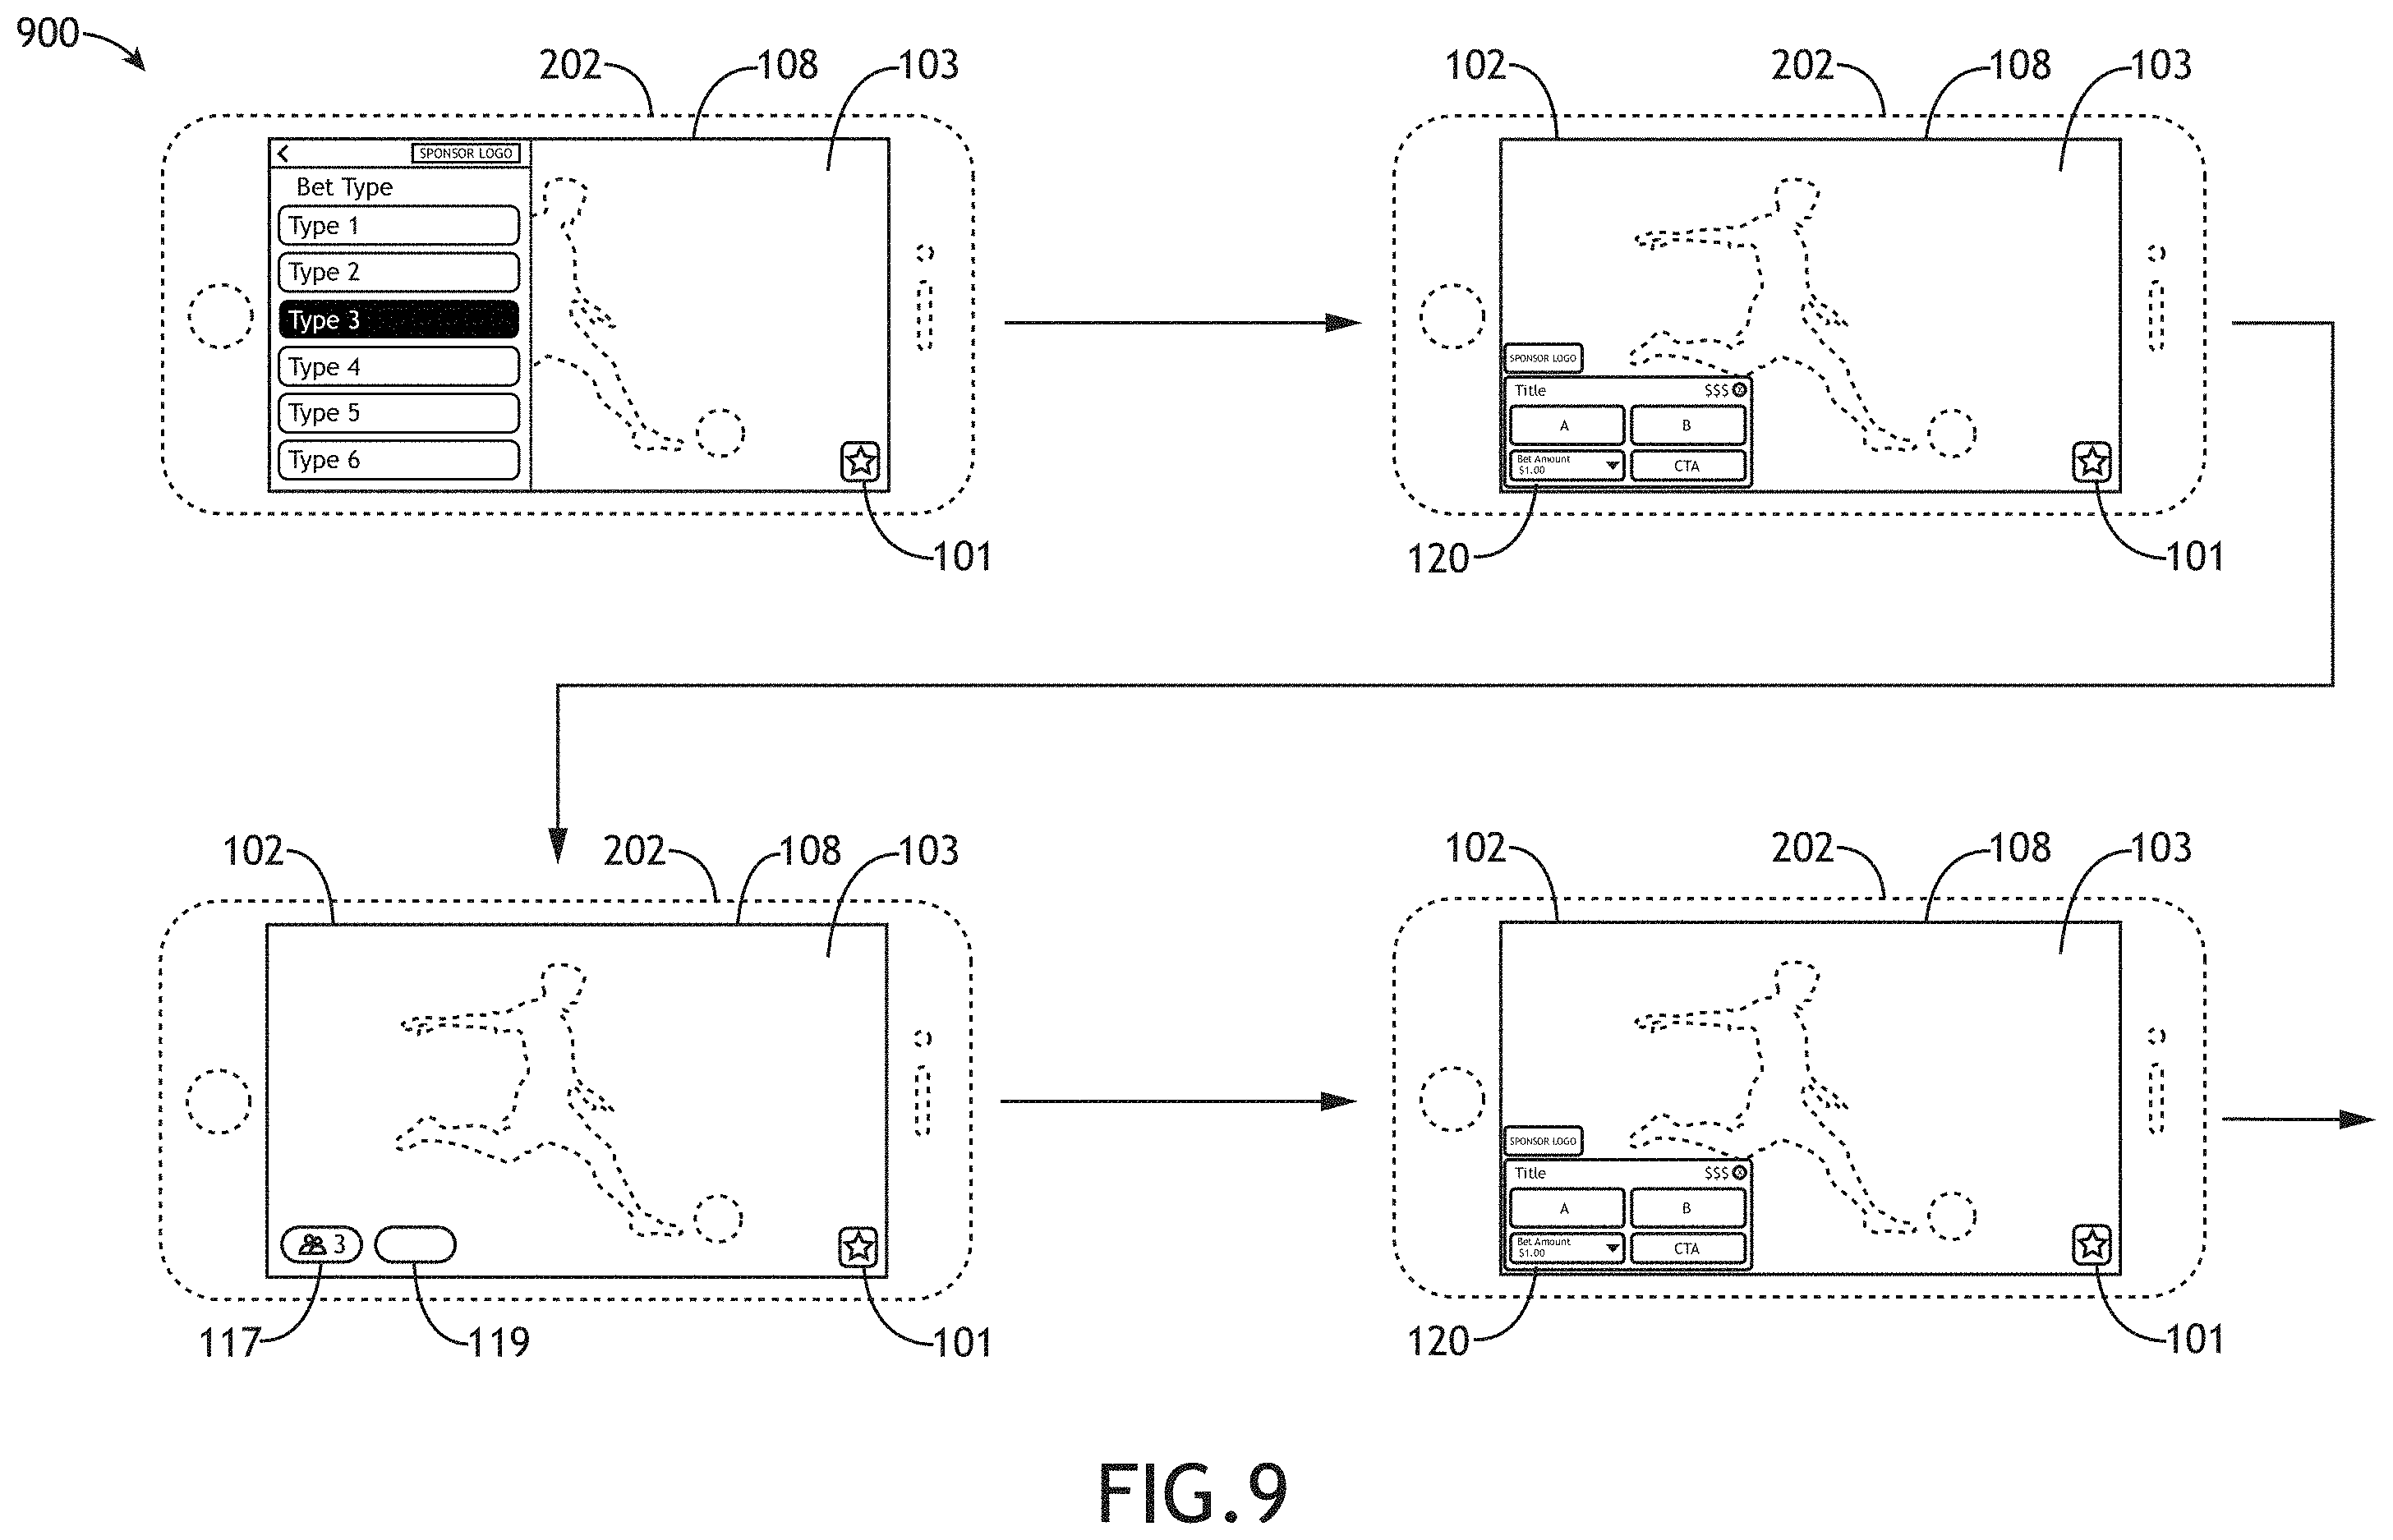 900
202
108
103
SPONSOR LOGO
Bet Type
Type 1
Type 2
Type 3
Type 4
Type 5
Type 6
101
102
202
108
103
SPONSOR LOGO
Title $$$ X
A B
Bet Amount
$1.00
CTA
120
101
102
202
108
103
3
117
119
101
102
202
108
103
SPONSOR LOGO
Title $$$ X
A B
Bet Amount
$1.00
CTA
120
101
FIG.9